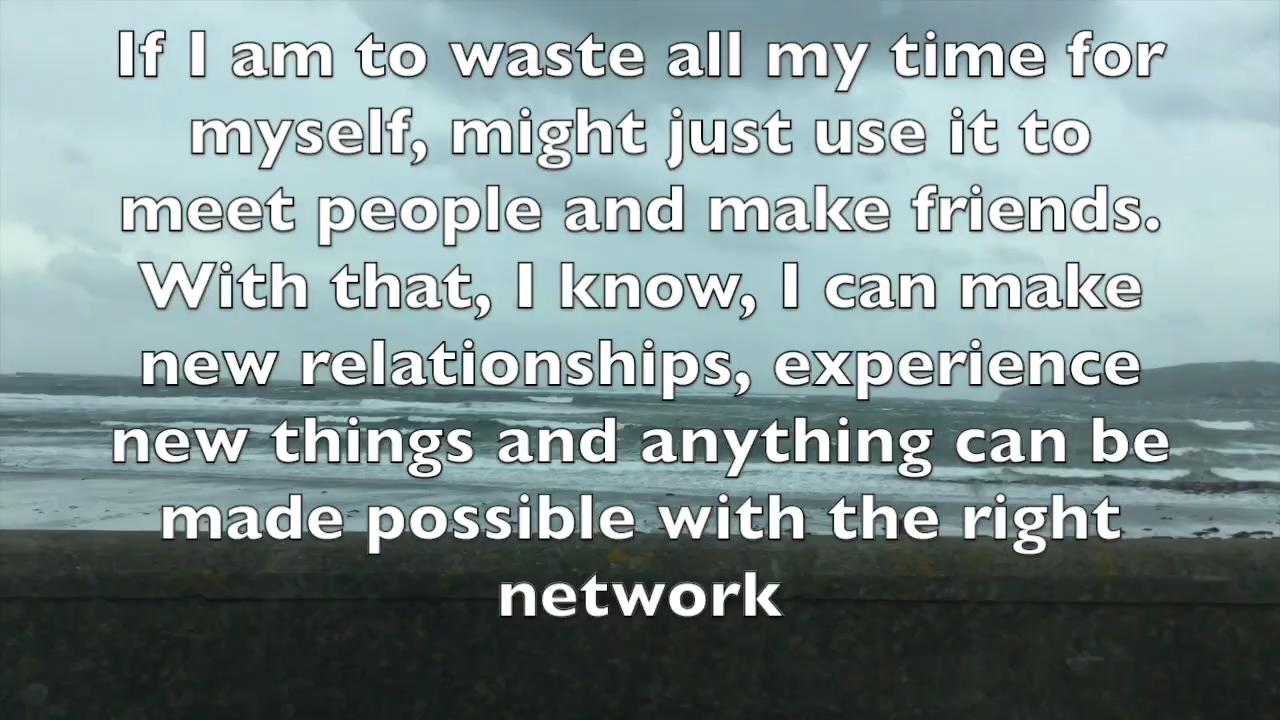 If I am to waste all my time for
myself, might just use it to
meet people and make friends.
With that, I know, I can make
new relationships, experience
new things and anything can be
made possible with the right
network